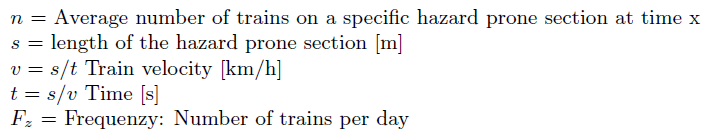 n = Average number of trains on a specific hazard prone section at time x
s = length of the hazard prone section [m]
v = s/t Train velocity [km/h]
t = s/v Time [s]
F_z = Frequenzy: Number of trains per day